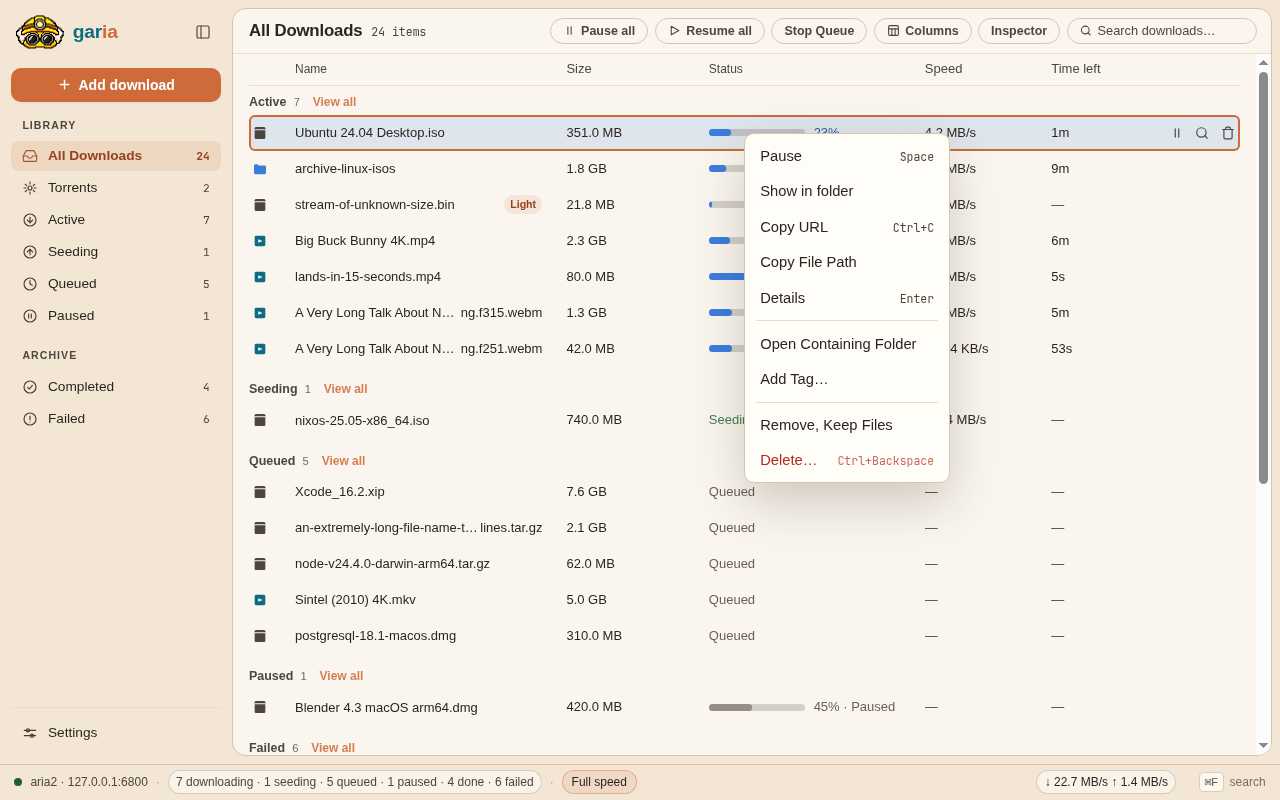 garia
All Downloads 24 items
Pause all
Resume all
Stop Queue
Columns
Inspector
Search downloads…
Add download
LIBRARY
All Downloads 24
Torrents 2
Active 7
Seeding 1
Queued 5
Paused 1
ARCHIVE
Completed 4
Failed 6
Settings
Name Size Status Speed Time left
Active 7 View all
Ubuntu 24.04 Desktop.iso 351.0 MB 23% 4.2 MB/s 1m
archive-linux-isos 1.8 GB MB/s 9m
stream-of-unknown-size.bin Light 21.8 MB MB/s —
Big Buck Bunny 4K.mp4 2.3 GB MB/s 6m
lands-in-15-seconds.mp4 80.0 MB MB/s 5s
A Very Long Talk About N… ng.f315.webm 1.3 GB MB/s 5m
A Very Long Talk About N… ng.f251.webm 42.0 MB 4 KB/s 53s
Seeding 1 View all
nixos-25.05-x86_64.iso 740.0 MB Seedin 4 MB/s —
Queued 5 View all
Xcode_16.2.xip 7.6 GB Queued — —
an-extremely-long-file-name-t… lines.tar.gz 2.1 GB Queued — —
node-v24.4.0-darwin-arm64.tar.gz 62.0 MB Queued — —
Sintel (2010) 4K.mkv 5.0 GB Queued — —
postgresql-18.1-macos.dmg 310.0 MB Queued — —
Paused 1 View all
Blender 4.3 macOS arm64.dmg 420.0 MB 45% · Paused — —
Failed 6 View all
Pause Space
Show in folder
Copy URL Ctrl+C
Copy File Path
Details Enter
Open Containing Folder
Add Tag…
Remove, Keep Files
Delete… Ctrl+Backspace
aria2 · 127.0.0.1:6800 · 7 downloading · 1 seeding · 5 queued · 1 paused · 4 done · 6 failed · Full speed
↓ 22.7 MB/s ↑ 1.4 MB/s
⌘F search